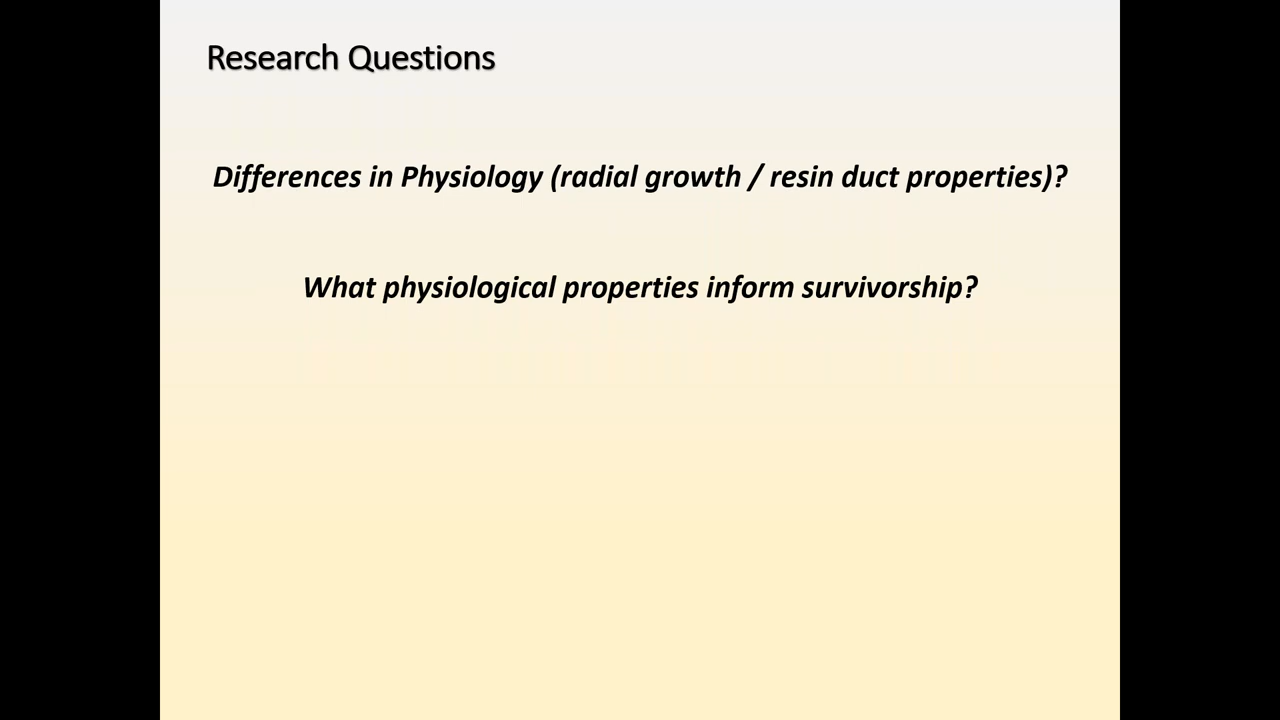 Research Questions
Differences in Physiology (radial growth / resin duct properties)?
What physiological properties inform survivorship?